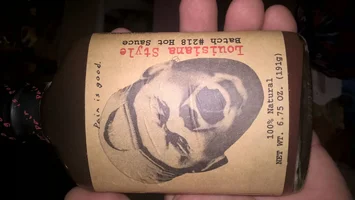 Pain is good.
Batch #218 Hot Sauce
Louisiana Style
100% Natural
NET WT. 6.75 OZ. (191g)